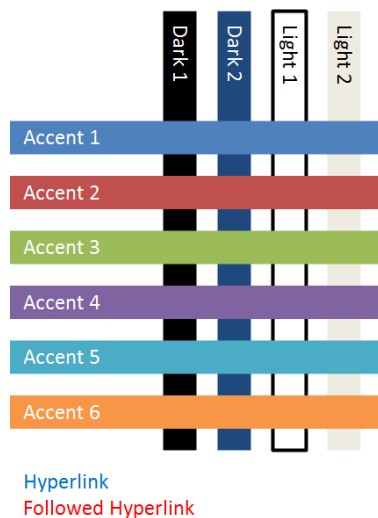 Dark 1
Dark 2
Light 1
Light 2
Accent 1
Accent 2
Accent 3
Accent 4
Accent 5
Accent 6
Hyperlink
Followed Hyperlink